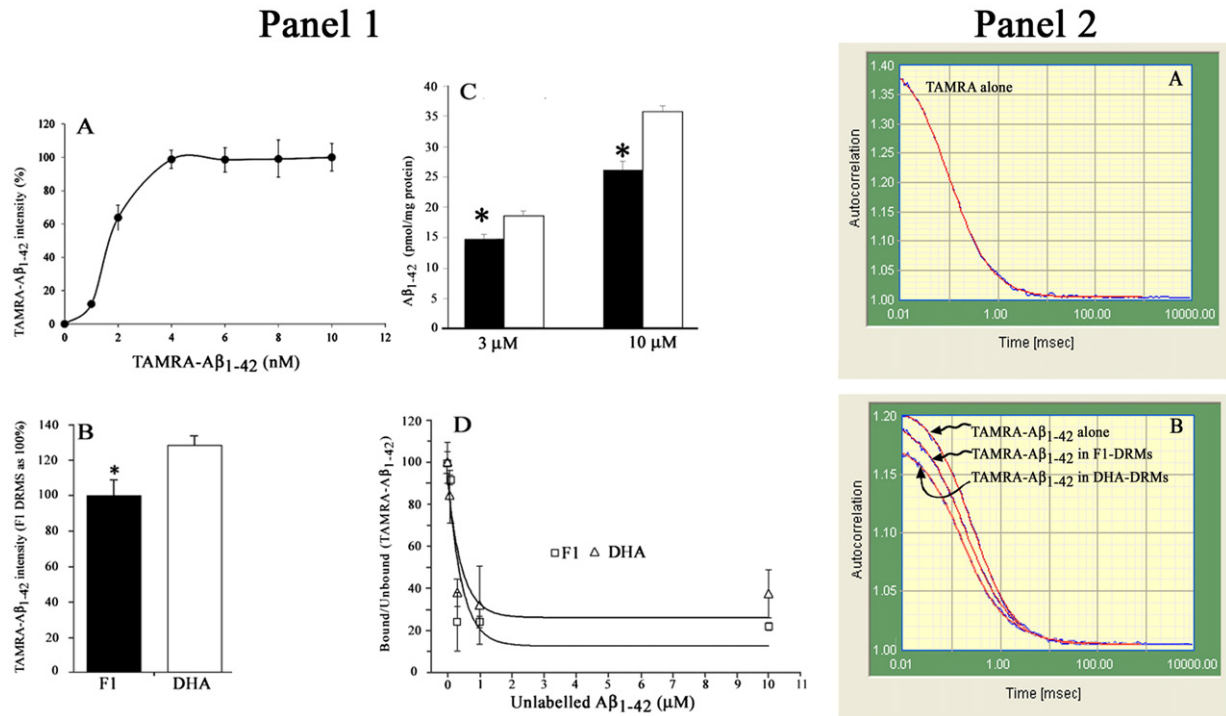 Panel 1
Panel 2
A
TAMRA-Aβ1-42 intensity (%)
120
100
80
60
40
20
0
0 2 4 6 8 10 12
TAMRA-Aβ1-42 (nM)
C
Aβ1-42 (pmol/mg protein)
40
35
30
25
20
15
10
5
0
*
*
3 μM 10 μM
A
TAMRA alone
Autocorrelation
1.40
1.30
1.20
1.15
1.10
1.05
1.00
0.01 1.00 100.00 10000.00
Time [msec]
B
TAMRA-Aβ1-42 intensity (F1 DRMS as 100%)
140
120
100
80
60
40
20
0
*
F1 DHA
D
Bound/Unbound (TAMRA-Aβ1-42)
120
100
80
60
40
20
0
F1 DHA
0 1 2 3 4 5 6 7 8 9 10 11
Unlabelled Aβ1-42 (μM)
B
TAMRA-Aβ1-42 alone
TAMRA-Aβ1-42 in F1-DRMs
TAMRA-Aβ1-42 in DHA-DRMs
Autocorrelation
1.20
1.15
1.10
1.05
1.00
0.01 1.00 100.00 10000.00
Time [msec]